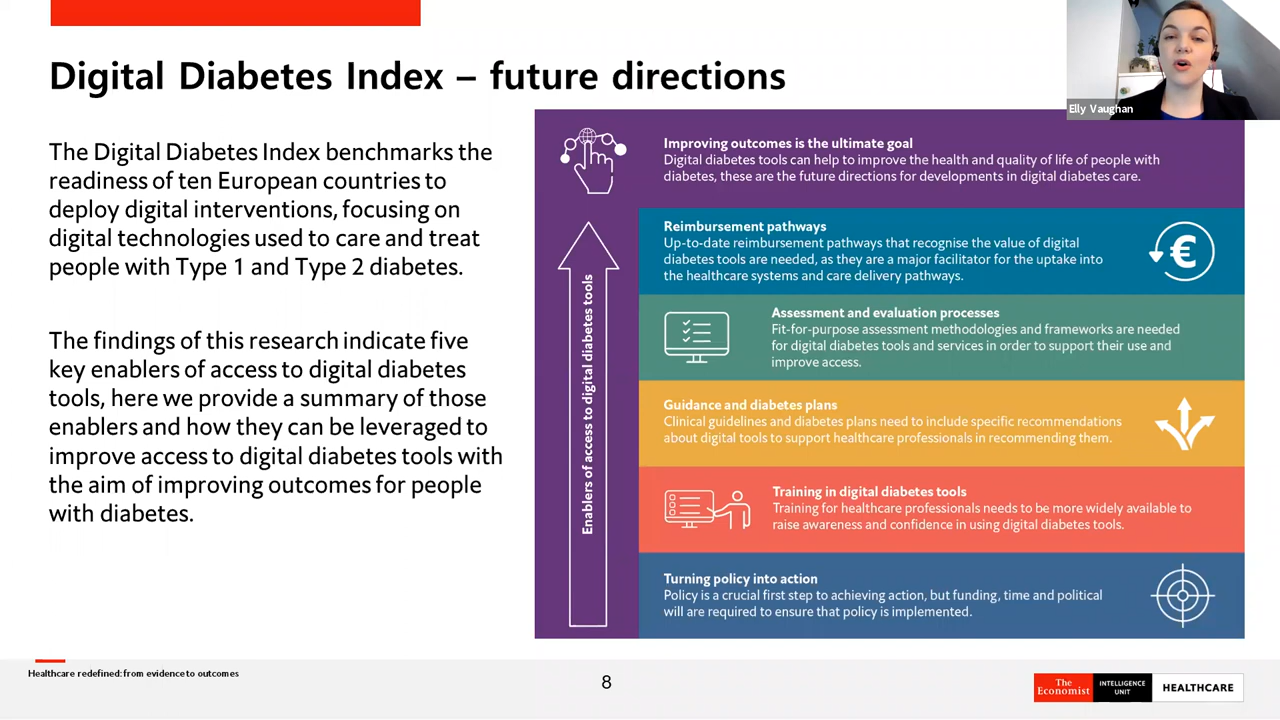 Digital Diabetes Index – future directions
Elly Vaughan
The Digital Diabetes Index benchmarks the
readiness of ten European countries to
deploy digital interventions, focusing on
digital technologies used to care and treat
people with Type 1 and Type 2 diabetes.
The findings of this research indicate five
key enablers of access to digital diabetes
tools, here we provide a summary of those
enablers and how they can be leveraged to
improve access to digital diabetes tools with
the aim of improving outcomes for people
with diabetes.
Improving outcomes is the ultimate goal
Digital diabetes tools can help to improve the health and quality of life of people with
diabetes, these are the future directions for developments in digital diabetes care.
Enablers of access to digital diabetes tools
Reimbursement pathways
Up-to-date reimbursement pathways that recognise the value of digital
diabetes tools are needed, as they are a major facilitator for the uptake into
the healthcare systems and care delivery pathways.
€
Assessment and evaluation processes
Fit-for-purpose assessment methodologies and frameworks are needed
for digital diabetes tools and services in order to support their use and
improve access.
Guidance and diabetes plans
Clinical guidelines and diabetes plans need to include specific recommendations
about digital tools to support healthcare professionals in recommending them.
Training in digital diabetes tools
Training for healthcare professionals needs to be more widely available to
raise awareness and confidence in using digital diabetes tools.
Turning policy into action
Policy is a crucial first step to achieving action, but funding, time and political
will are required to ensure that policy is implemented.
Healthcare redefined: from evidence to outcomes
8
The
Economist
INTELLIGENCE
UNIT
HEALTHCARE